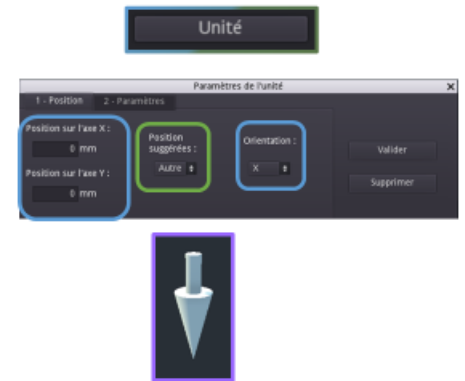 Unité
Paramètres de l'unité
1 - Position 2 - Paramètres
Position sur l'axe X :
0 mm
Position sur l'axe Y :
0 mm
Position
suggérées :
Autre
Orientation :
X
Valider
Supprimer